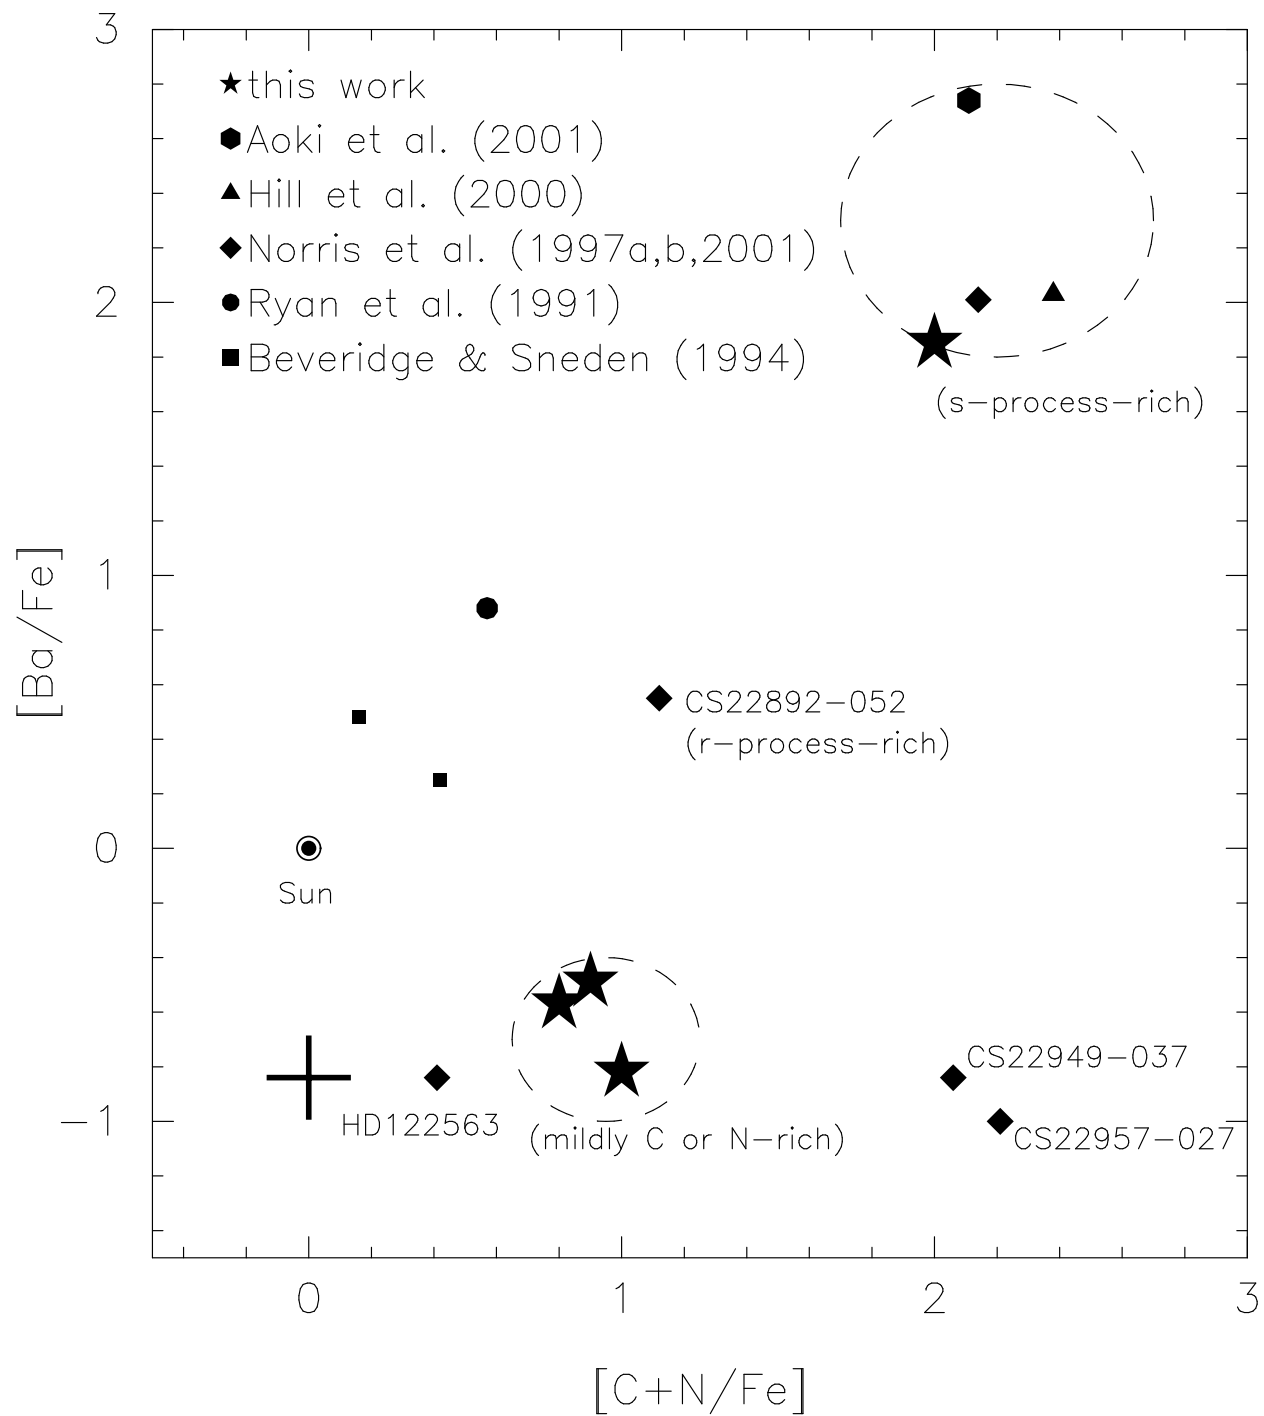 3
this work
Aoki et al. (2001)
Hill et al. (2000)
Norris et al. (1997a,b,2001)
2
Ryan et al. (1991)
Beveridge & Sneden (1994)
(s-process-rich)
1
[Ba/Fe]
CS22892-052
(r-process-rich)
0
Sun
CS22949-037
-1
HD122563
(mildly C or N-rich)
CS22957-027
0 1 2 3
[C+N/Fe]